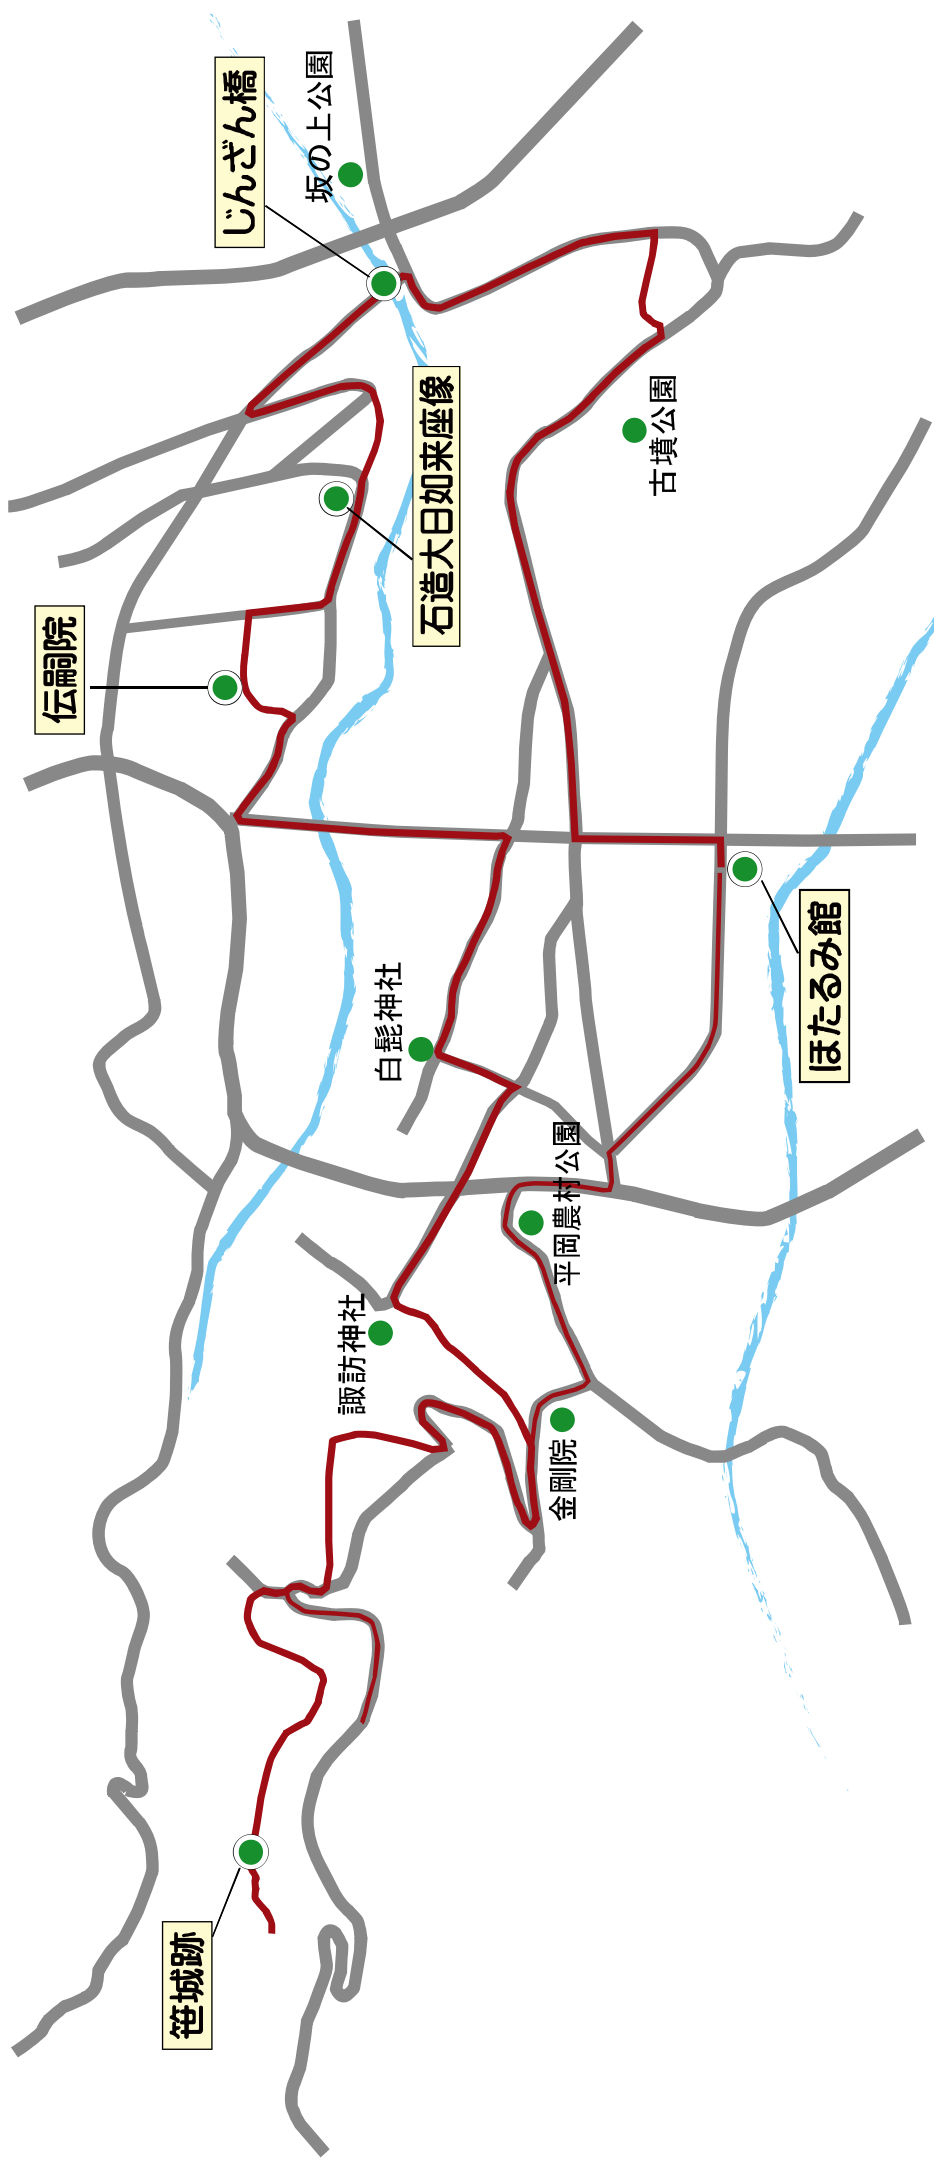 じんざん橋
坂の上公園
石造大日如来座像
古墳公園
伝嗣院
白髭神社
ほたるみ館
平岡農村公園
諏訪神社
金剛院
笹城跡